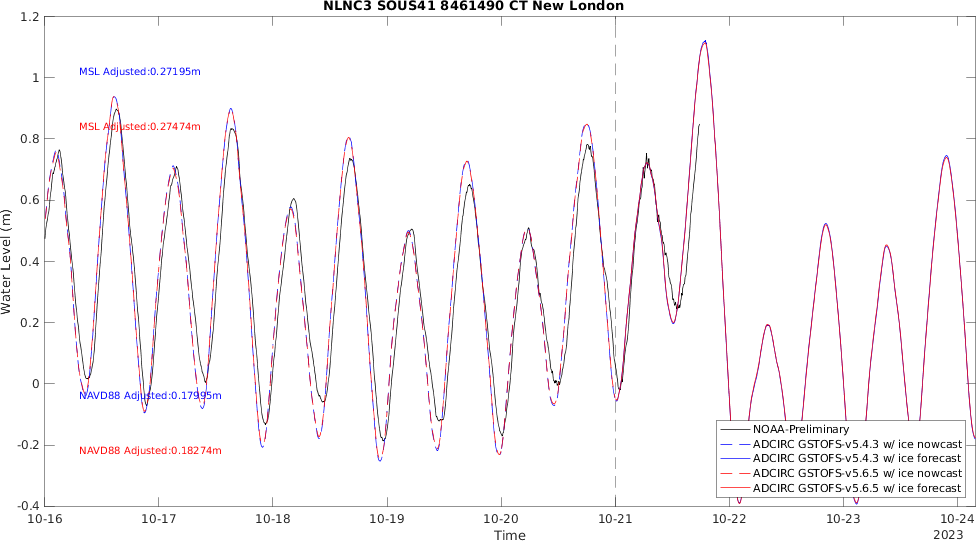 NLNC3 SOUS41 8461490 CT New London
1.2
1
0.8
0.6
0.4
0.2
0
-0.2
-0.4
Water Level (m)
MSL Adjusted:0.27195m
MSL Adjusted:0.27474m
NAVD88 Adjusted:0.17995m
NAVD88 Adjusted:0.18274m
NOAA-Preliminary
ADCIRC GSTOFS-v5.4.3 w/ ice nowcast
ADCIRC GSTOFS-v5.4.3 w/ ice forecast
ADCIRC GSTOFS-v5.6.5 w/ ice nowcast
ADCIRC GSTOFS-v5.6.5 w/ ice forecast
10-16 10-17 10-18 10-19 10-20 10-21 10-22 10-23 10-24
Time
2023